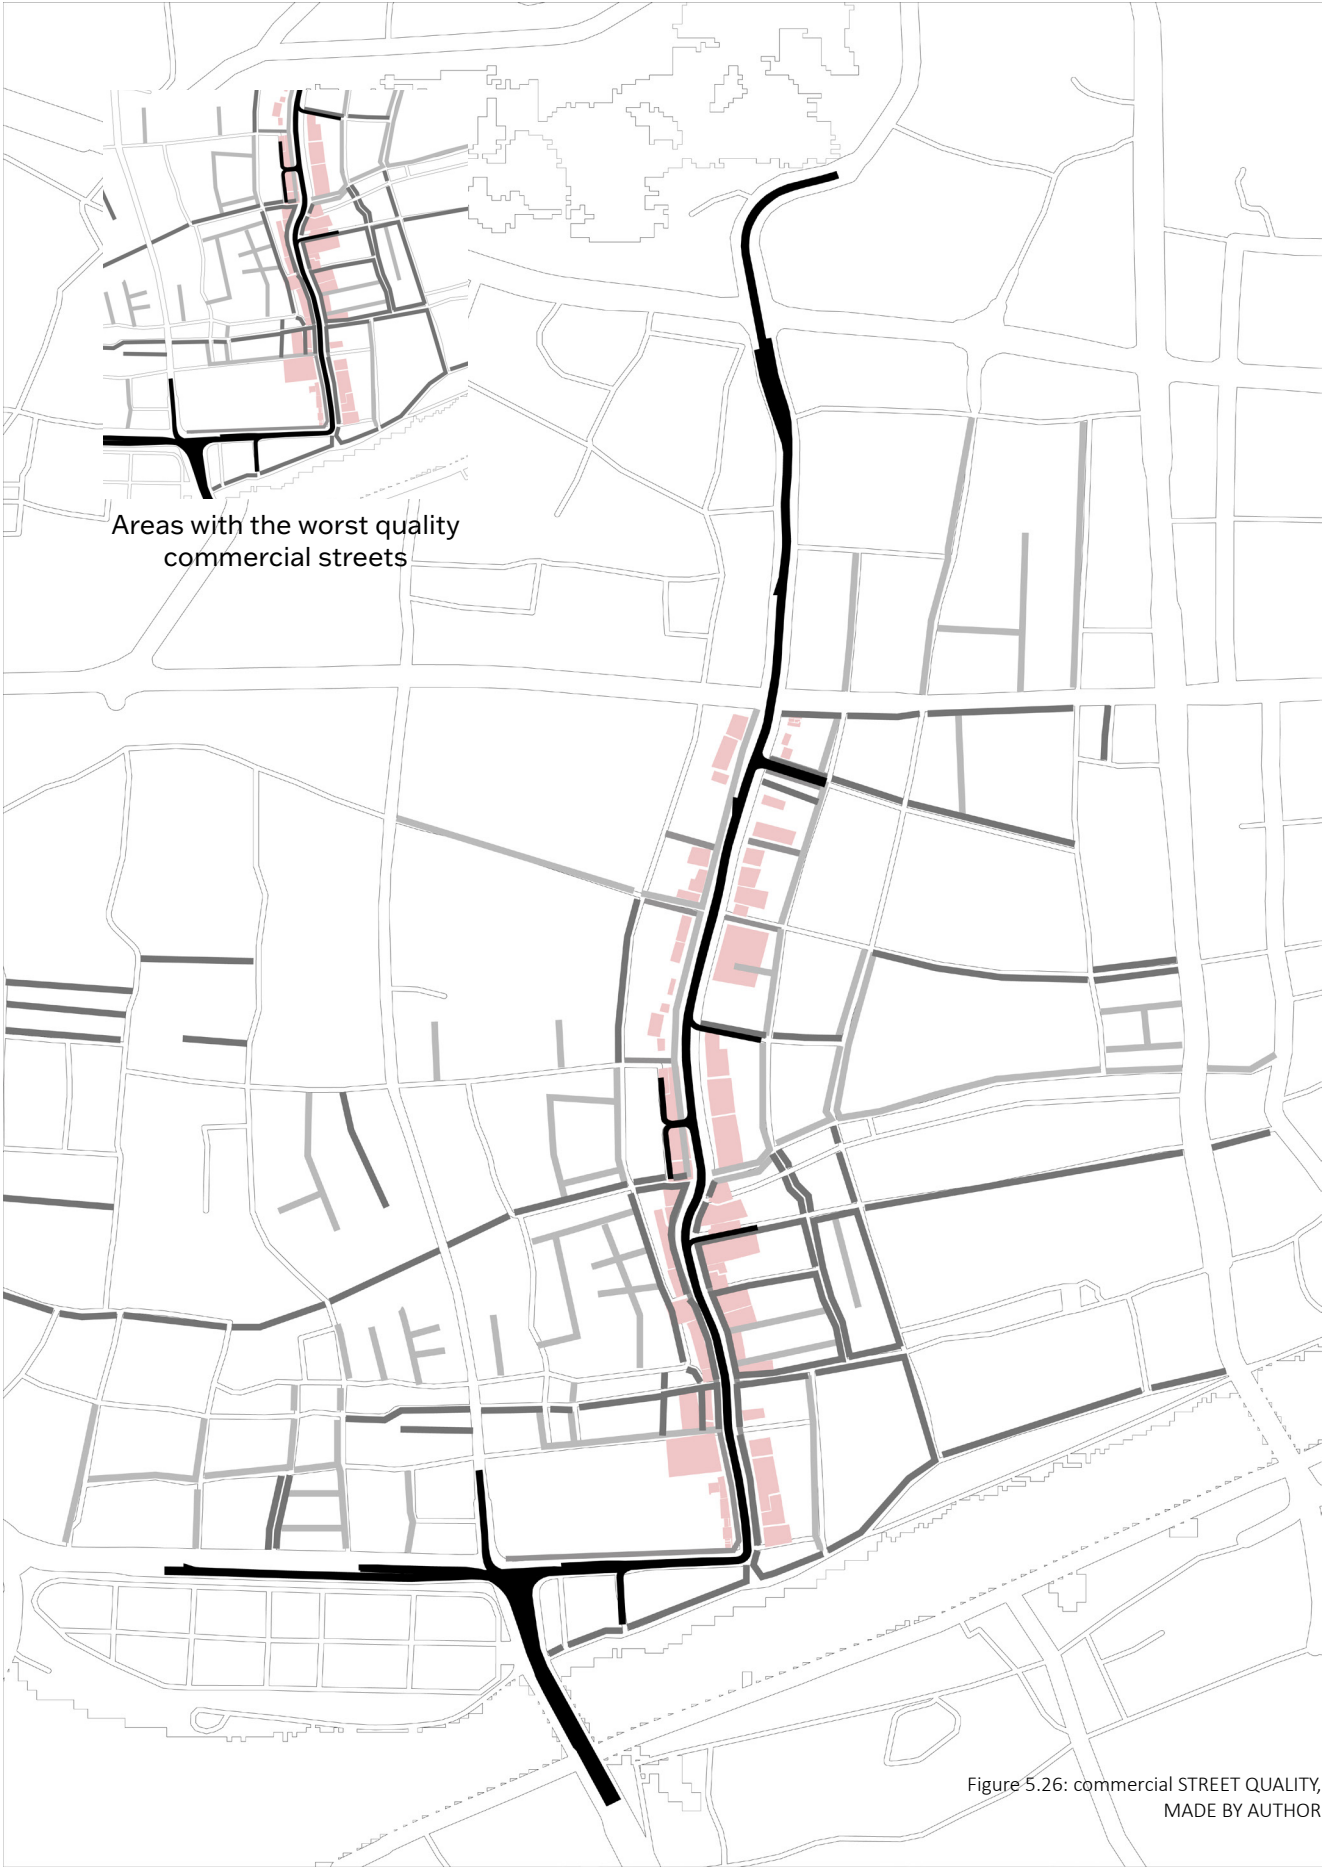 Areas with the worst quality
commercial streets
Figure 5.26: commercial STREET QUALITY,
MADE BY AUTHOR